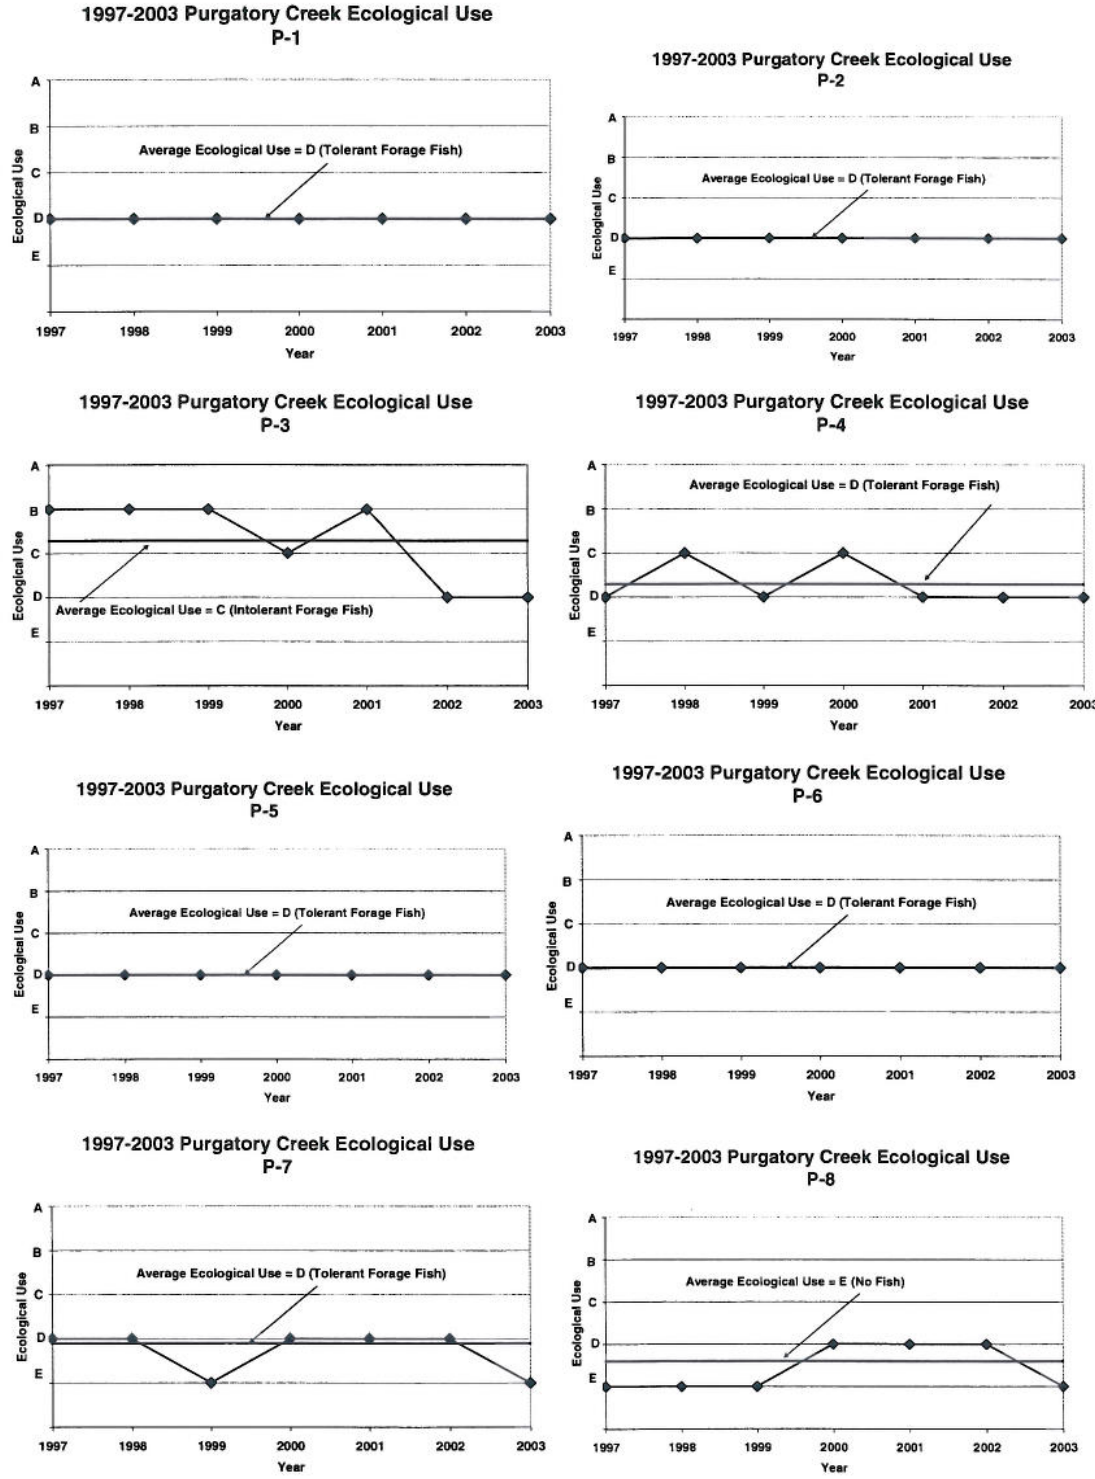 1997-2003 Purgatory Creek Ecological Use
P-1
A
B
Average Ecological Use = D (Tolerant Forage Fish)
C
D
E
Ecological Use
1997 1998 1999 2000 2001 2002 2003
Year
1997-2003 Purgatory Creek Ecological Use
P-2
A
B
Average Ecological Use = D (Tolerant Forage Fish)
C
D
E
Ecological Use
1997 1998 1999 2000 2001 2002 2003
Year
1997-2003 Purgatory Creek Ecological Use
P-3
A
B
C
D
Average Ecological Use = C (Intolerant Forage Fish)
E
Ecological Use
1997 1998 1999 2000 2001 2002 2003
Year
1997-2003 Purgatory Creek Ecological Use
P-4
A
Average Ecological Use = D (Tolerant Forage Fish)
B
C
D
E
Ecological Use
1997 1998 1999 2000 2001 2002 2003
Year
1997-2003 Purgatory Creek Ecological Use
P-5
A
B
Average Ecological Use = D (Tolerant Forage Fish)
C
D
E
Ecological Use
1997 1998 1999 2000 2001 2002 2003
Year
1997-2003 Purgatory Creek Ecological Use
P-6
A
B
Average Ecological Use = D (Tolerant Forage Fish)
C
D
E
Ecological Use
1997 1998 1999 2000 2001 2002 2003
Year
1997-2003 Purgatory Creek Ecological Use
P-7
A
B
Average Ecological Use = D (Tolerant Forage Fish)
C
D
E
Ecological Use
1997 1998 1999 2000 2001 2002 2003
Year
1997-2003 Purgatory Creek Ecological Use
P-8
A
B
Average Ecological Use = E (No Fish)
C
D
E
Ecological Use
1997 1998 1999 2000 2001 2002 2003
Year